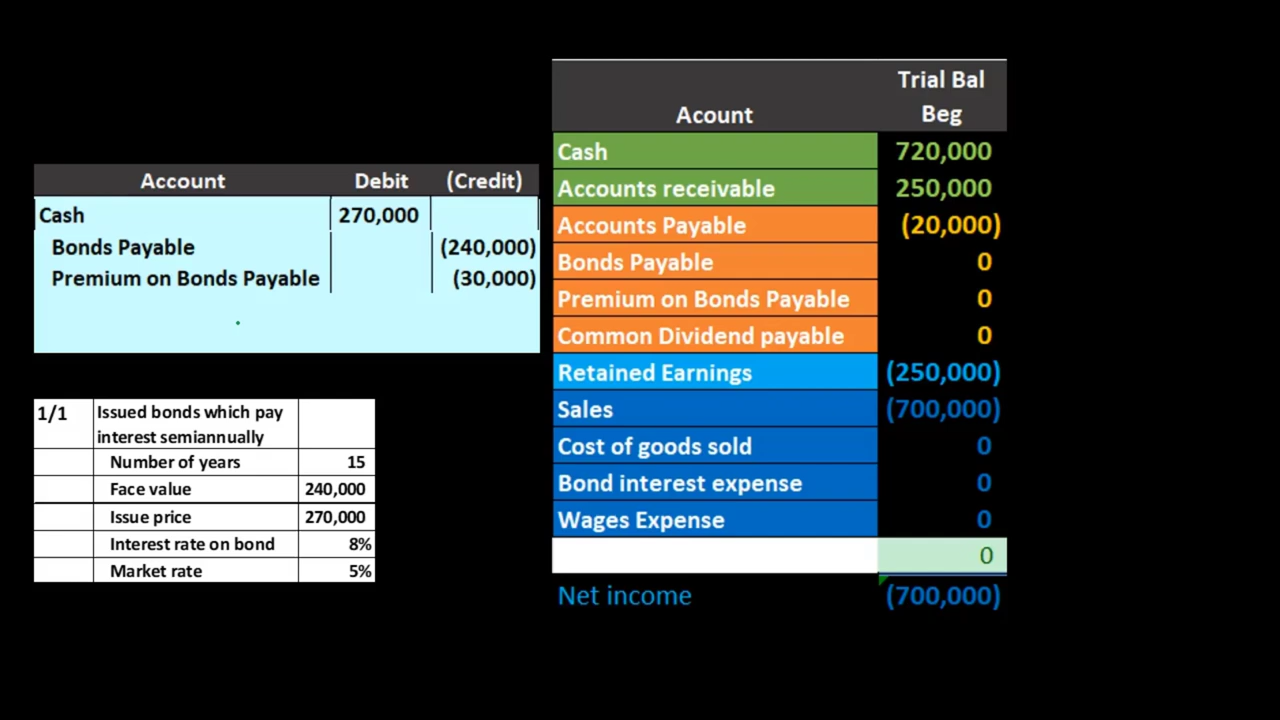 Account Debit (Credit)
Cash 270,000
Bonds Payable (240,000)
Premium on Bonds Payable (30,000)
1/1 Issued bonds which pay
interest semiannually
Number of years 15
Face value 240,000
Issue price 270,000
Interest rate on bond 8%
Market rate 5%
Trial Bal
Acount Beg
Cash 720,000
Accounts receivable 250,000
Accounts Payable (20,000)
Bonds Payable 0
Premium on Bonds Payable 0
Common Dividend payable 0
Retained Earnings (250,000)
Sales (700,000)
Cost of goods sold 0
Bond interest expense 0
Wages Expense 0
0
Net income (700,000)